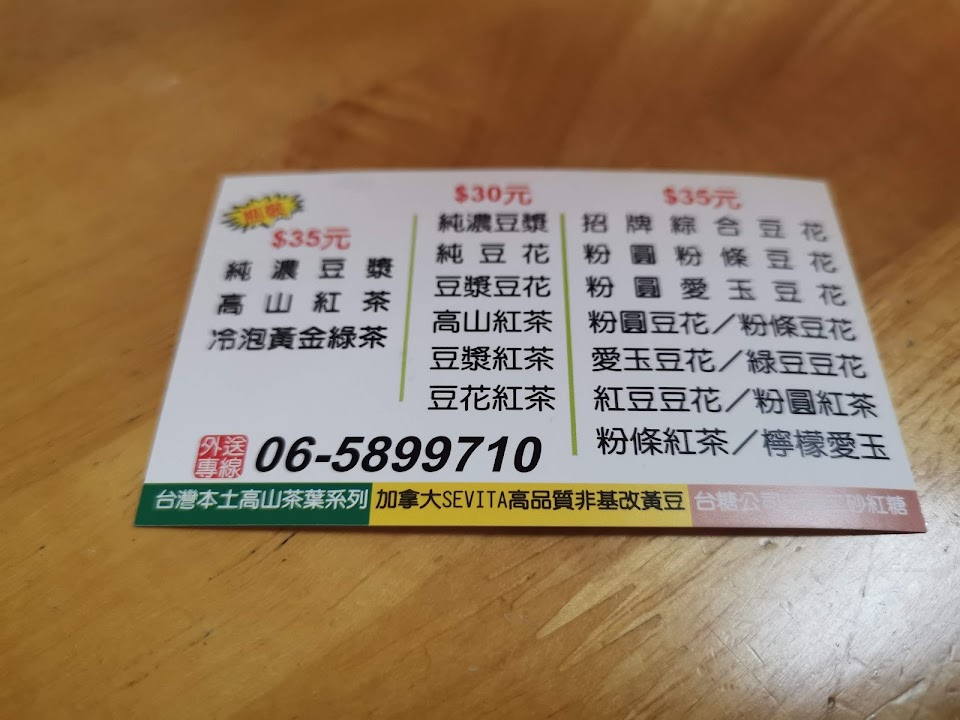 瓶裝
$35元
純濃豆漿
高山紅茶
冷泡黃金綠茶
$30元
純濃豆漿
純豆花
豆漿豆花
高山紅茶
豆漿紅茶
豆花紅茶
$35元
招牌綜合豆花
粉圓粉條豆花
粉圓愛玉豆花
粉圓豆花／粉條豆花
愛玉豆花／綠豆豆花
紅豆豆花／粉圓紅茶
粉條紅茶／檸檬愛玉
外送專線 06-5899710
台灣本土高山茶葉系列 加拿大SEVITA高品質非基改黃豆 台糖公司 砂紅糖